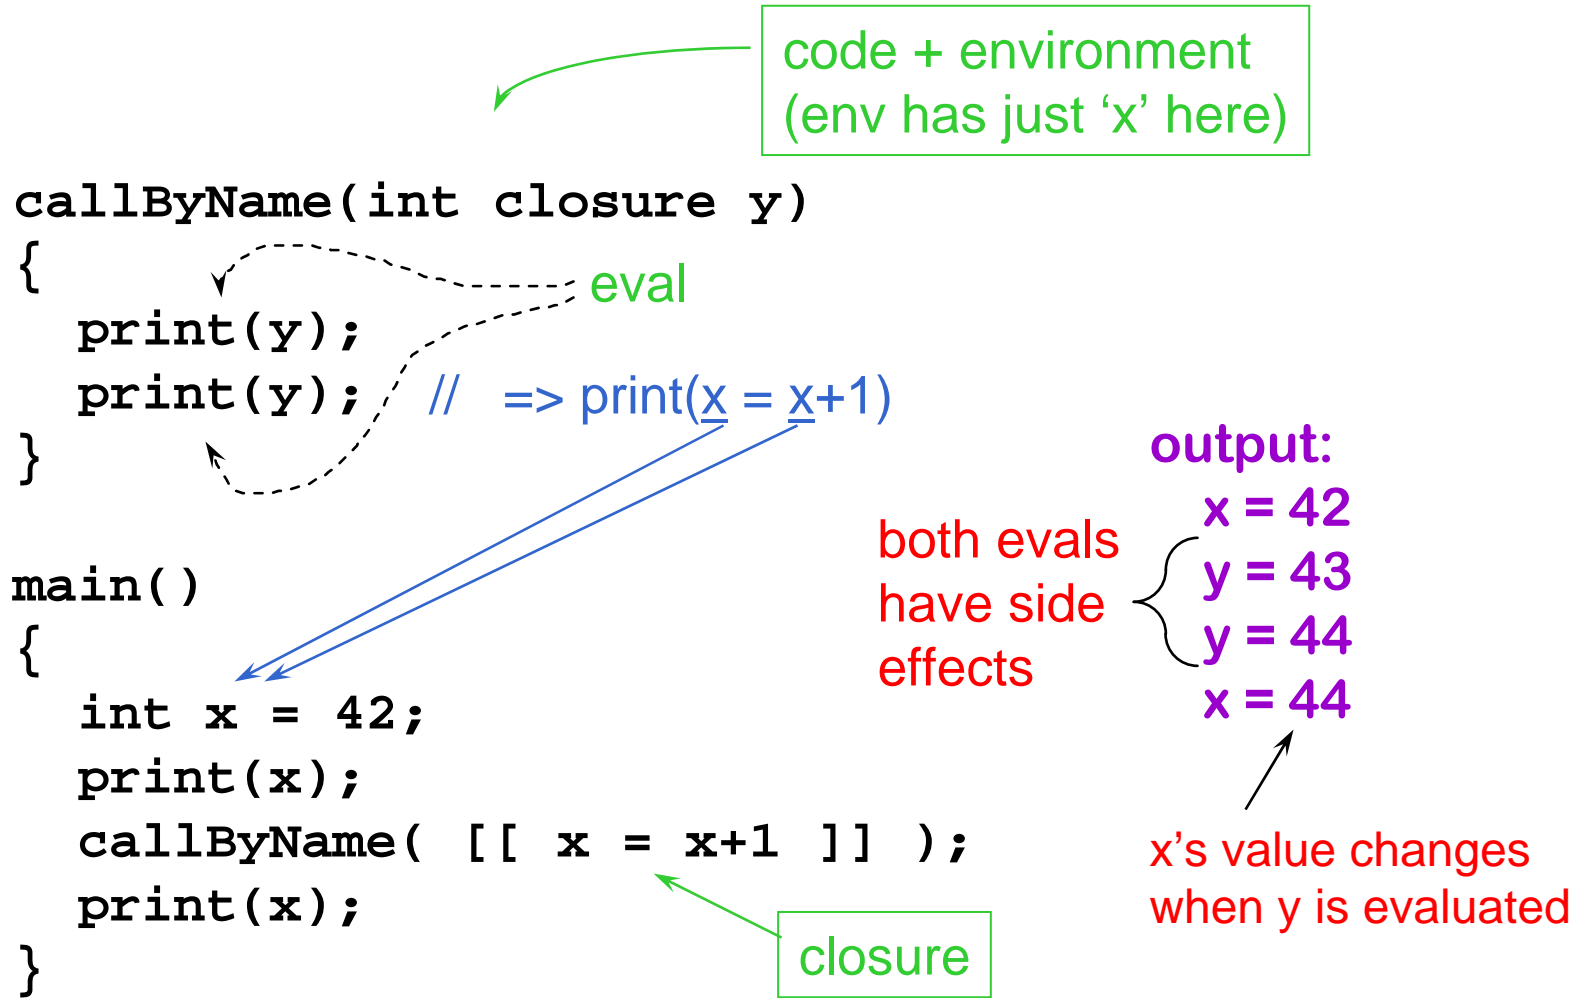 code + environment
(env has just ‘x’ here)
callByName(int closure y)
{
eval
print(y);
print(y); // => print(x = x+1)
}
output:
x = 42
y = 43
y = 44
x = 44
both evals
have side
effects
main()
{
int x = 42;
print(x);
callByName( [[ x = x+1 ]] );
print(x);
}
closure
x’s value changes
when y is evaluated